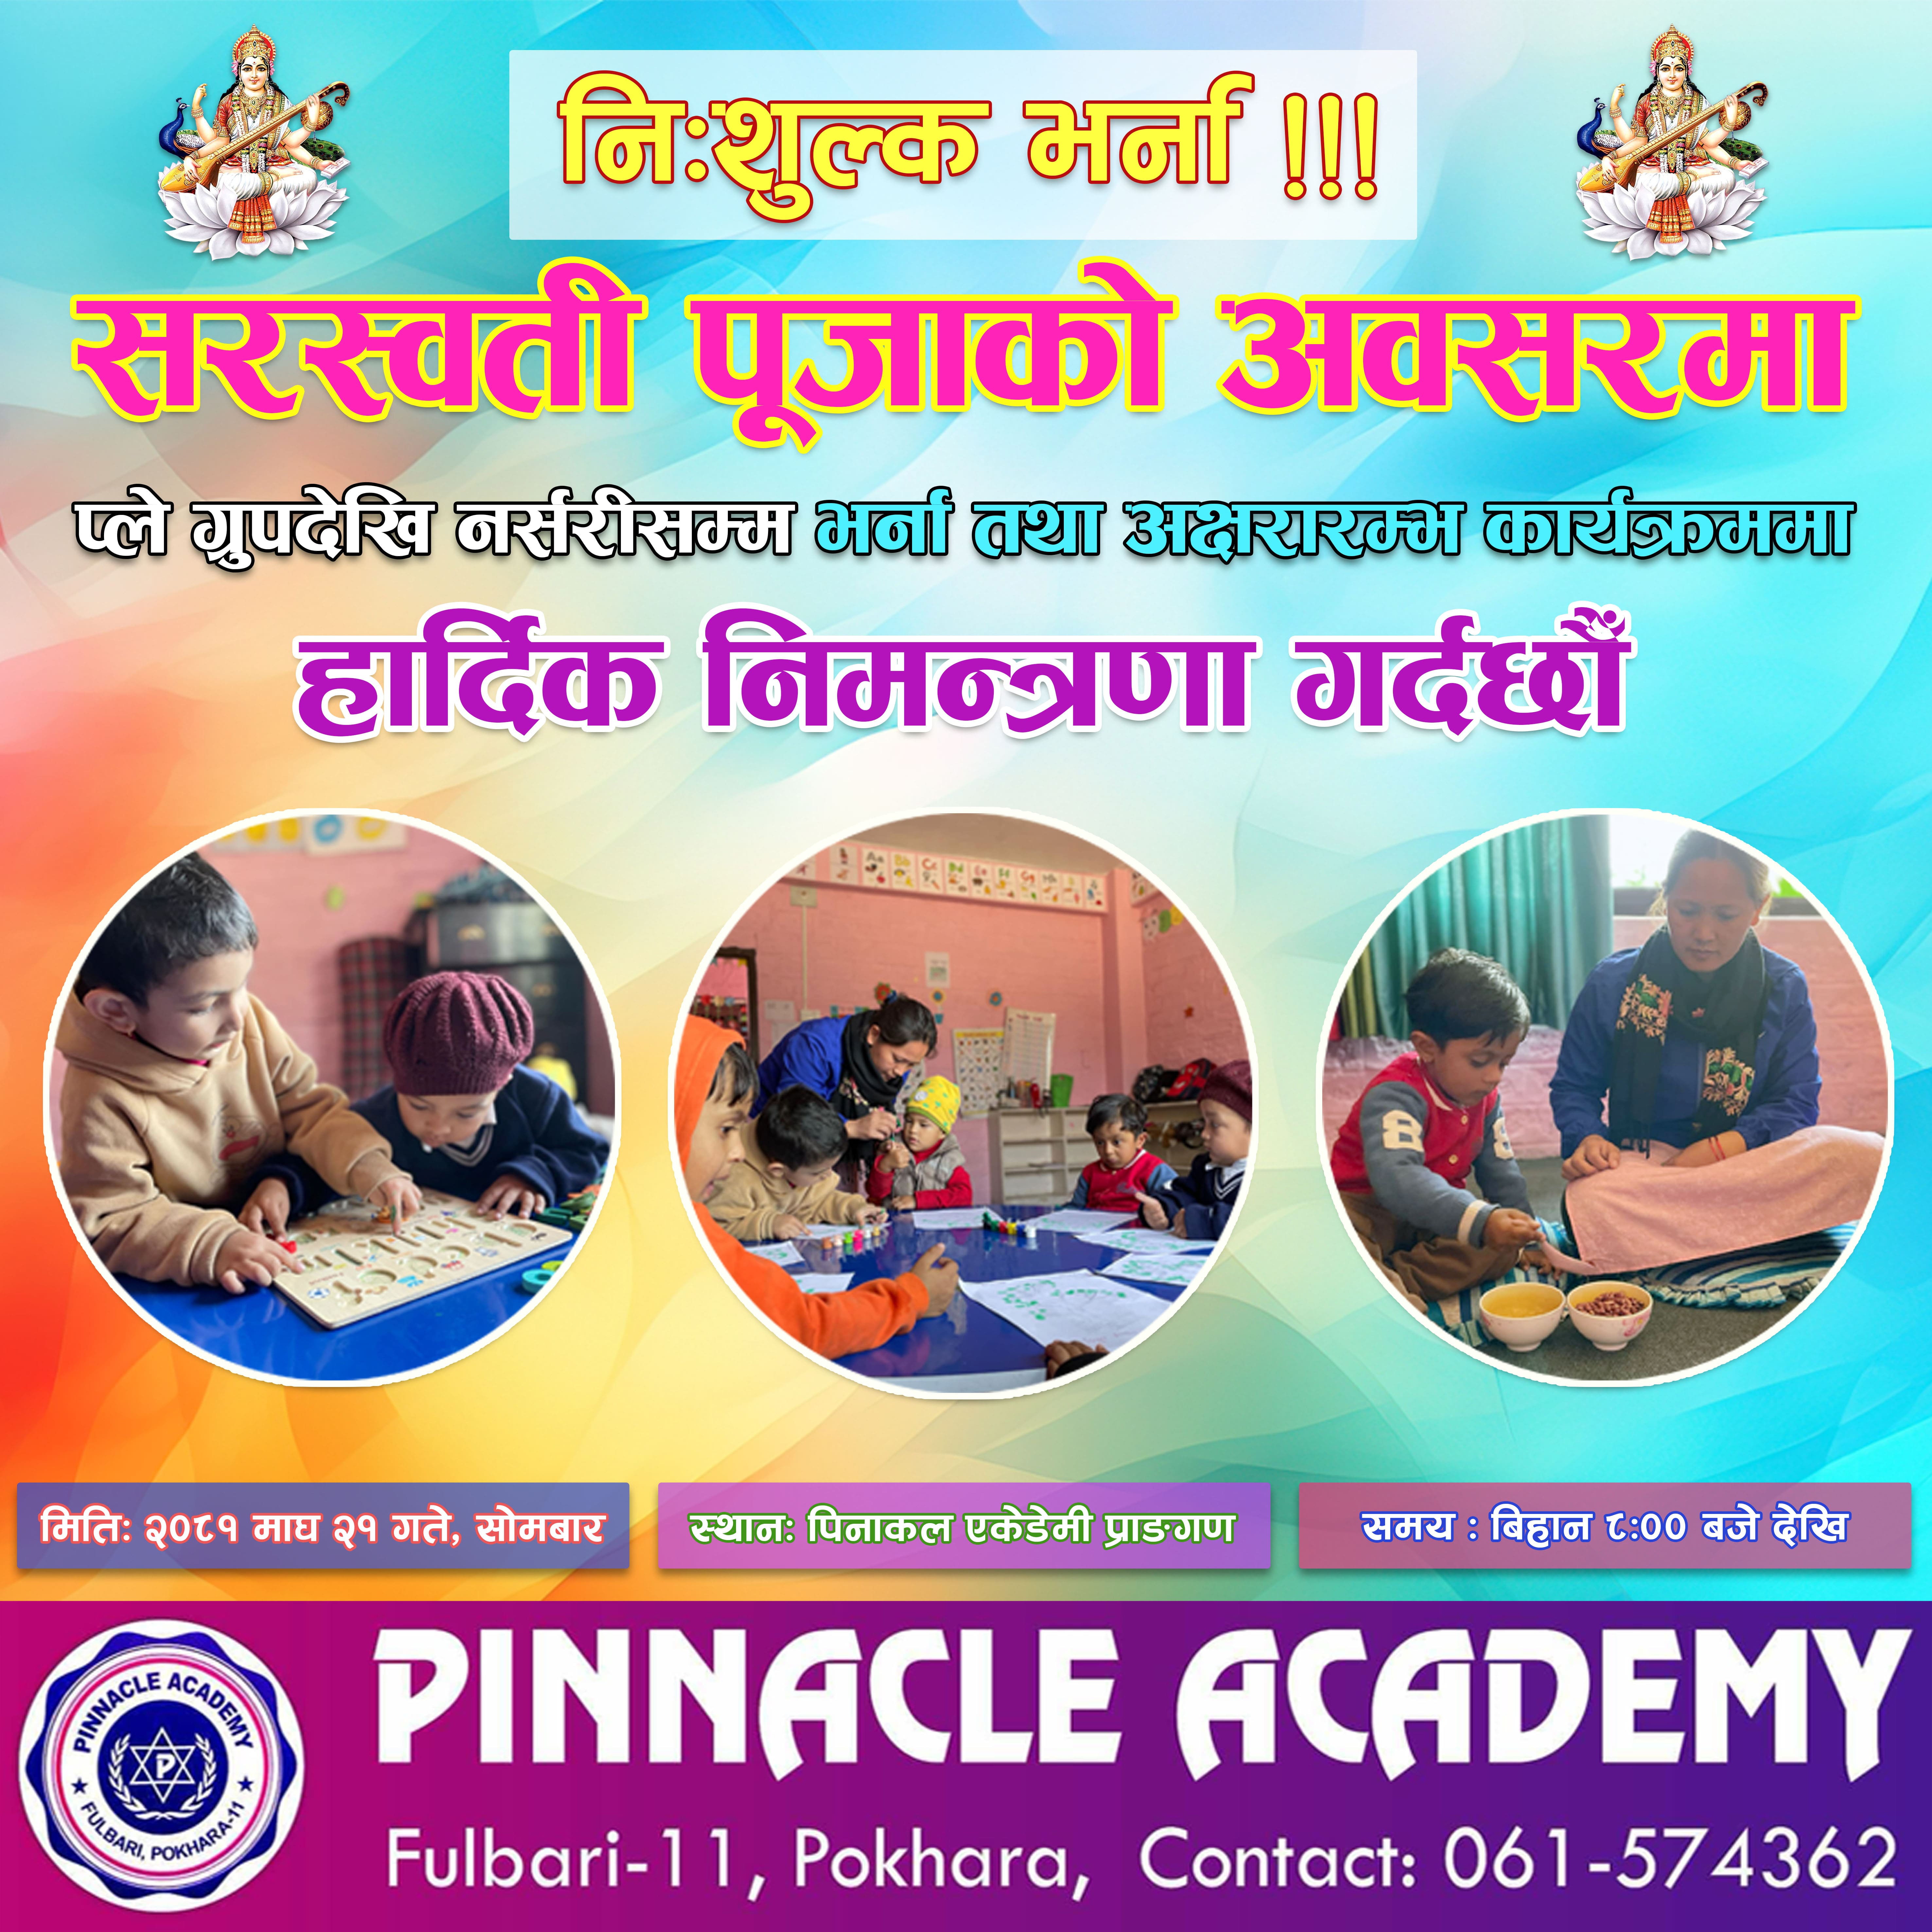 नि:शुल्क भर्ना !!!
सरस्वती पूजाको अवसरमा
प्ले ग्रुपदेखि नर्सरीसम्म भर्ना तथा अक्षरारम्भ कार्यक्रममा
हार्दिक निमन्त्रणा गर्दछौँ
मिति: २०८१ माघ २१ गते, सोमबार
स्थान: पिनाकल एकेडेमी प्राङगण
समय : बिहान ८:०० बजे देखि
PINNACLE ACADEMY
FULBARI, POKHARA-11
P
PINNACLE ACADEMY
Fulbari-11, Pokhara, Contact: 061-574362